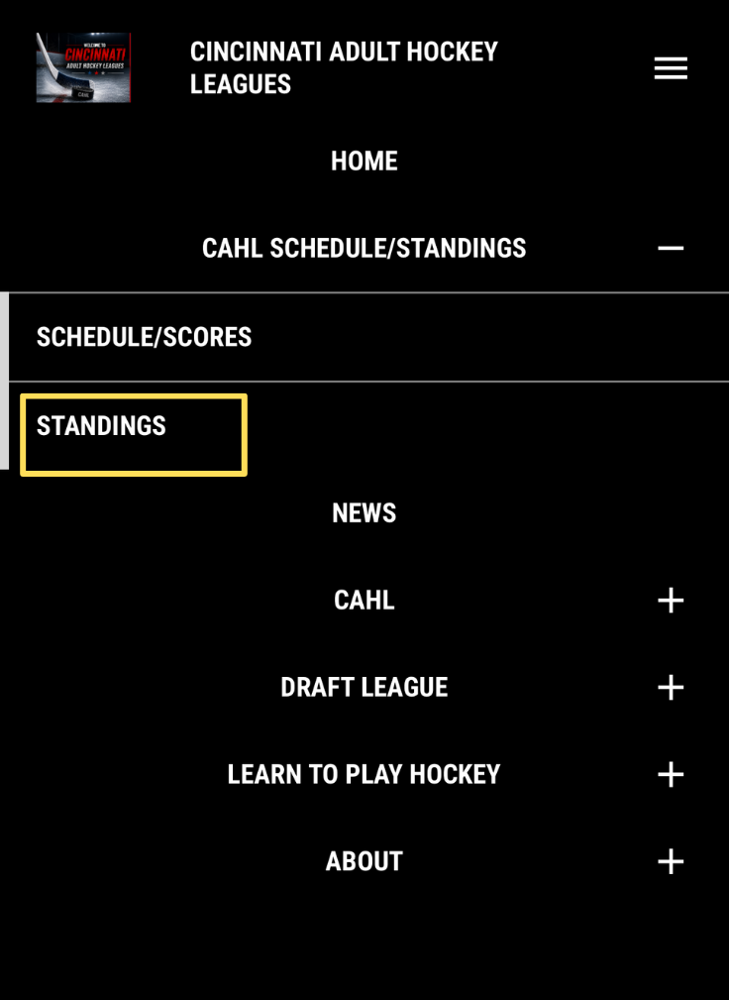 WELCOME TO
CINCINNATI
ADULT HOCKEY LEAGUES
CAHL
CINCINNATI ADULT HOCKEY
LEAGUES
HOME
CAHL SCHEDULE/STANDINGS
SCHEDULE/SCORES
STANDINGS
NEWS
CAHL
DRAFT LEAGUE
LEARN TO PLAY HOCKEY
ABOUT